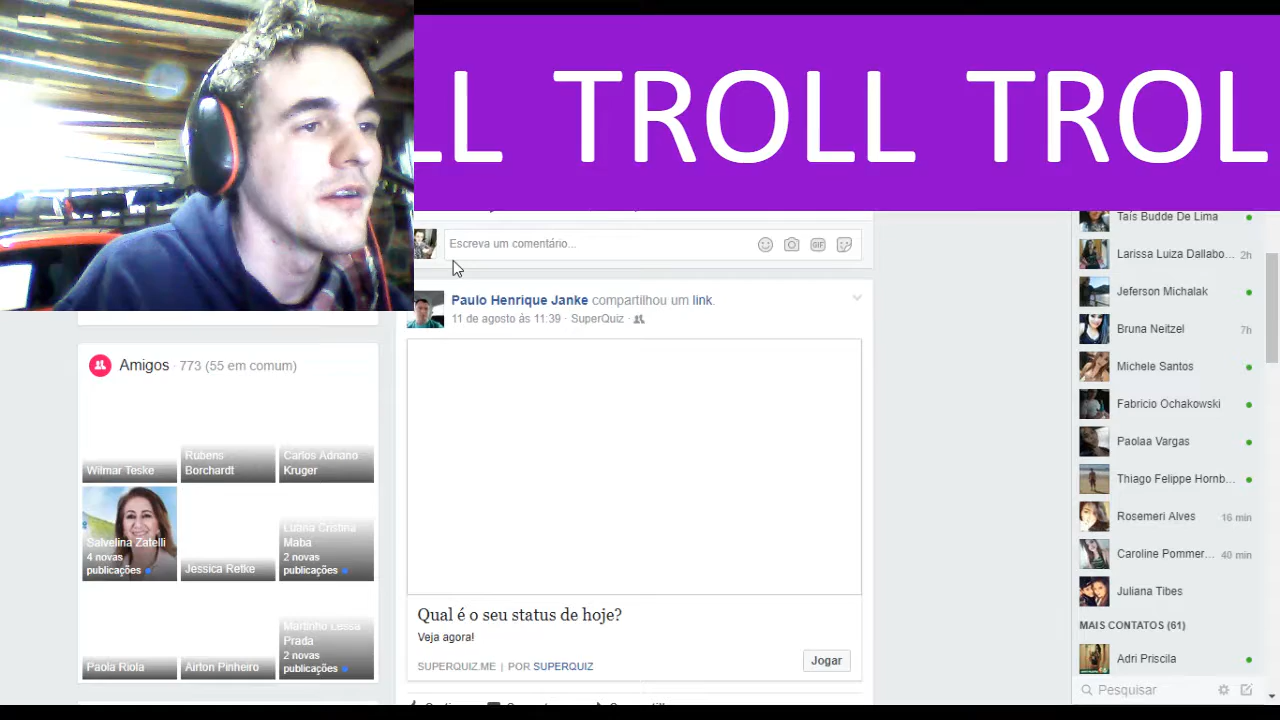 LL TROLL TROL
Escreva um comentário...
GIF
Paulo Henrique Janke compartilhou um link.
11 de agosto às 11:39 · SuperQuiz ·
Qual é o seu status de hoje?
Veja agora!
SUPERQUIZ.ME | POR SUPERQUIZ
Jogar
Amigos · 773 (55 em comum)
Wilmar Teske
Rubens
Borchardt
Carlos Adriano
Kruger
Salvelina Zatelli
4 novas
publicações
Jessica Retke
Luana Cristina
Maba
2 novas
publicações
Paola Riola
Airton Pinheiro
Martinho Lessa
Prada
2 novas
publicações
Taís Budde De Lima
Larissa Luiza Dallabo... 2h
Jeferson Michalak
Bruna Neitzel 7h
Michele Santos
Fabricio Ochakowski
Paolaa Vargas
Thiago Felippe Hornb...
Rosemeri Alves 16 min
Caroline Pommer... 40 min
Juliana Tibes
MAIS CONTATOS (61)
Adri Priscila
Pesquisar